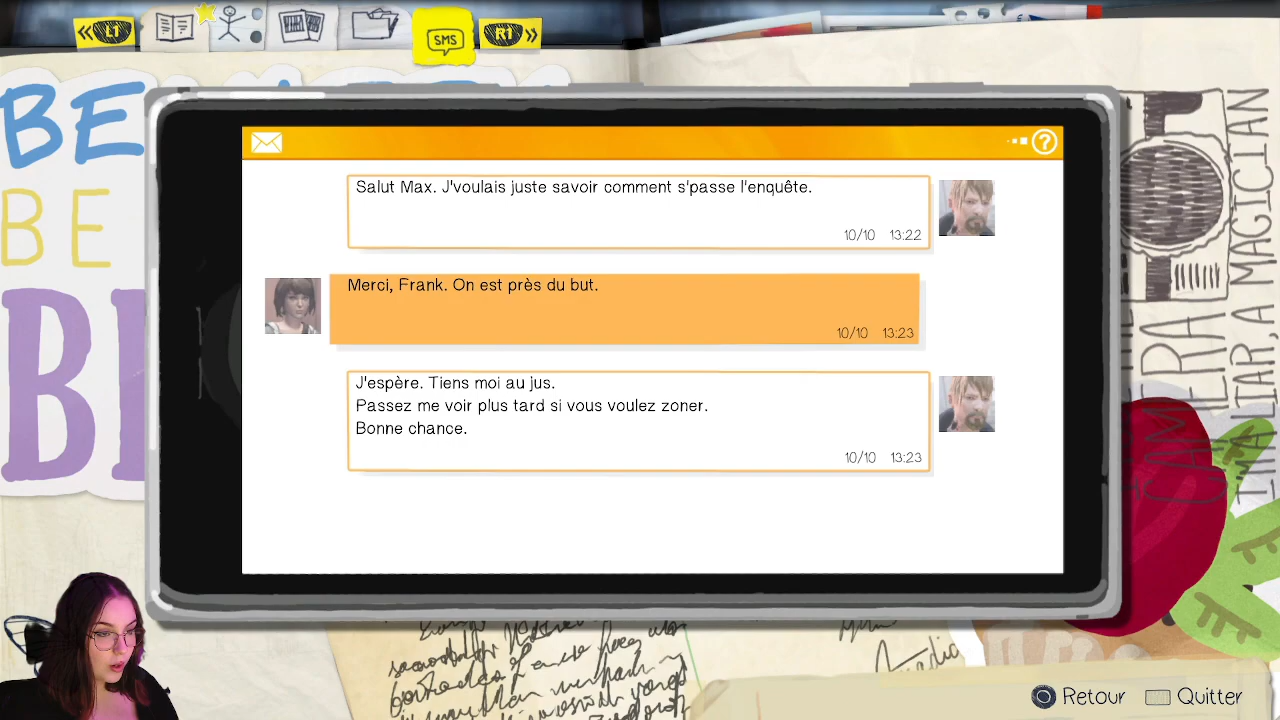 LT
SMS
R1
BE
BE
Salut Max. J'voulais juste savoir comment s'passe l'enquête.
10/10 13:22
Merci, Frank. On est près du but.
10/10 13:23
J'espère. Tiens moi au jus.
Passez me voir plus tard si vous voulez zoner.
Bonne chance.
10/10 13:23
CAMERA
I'M A LIAR, A MAGICIAN
Retour
Quitter